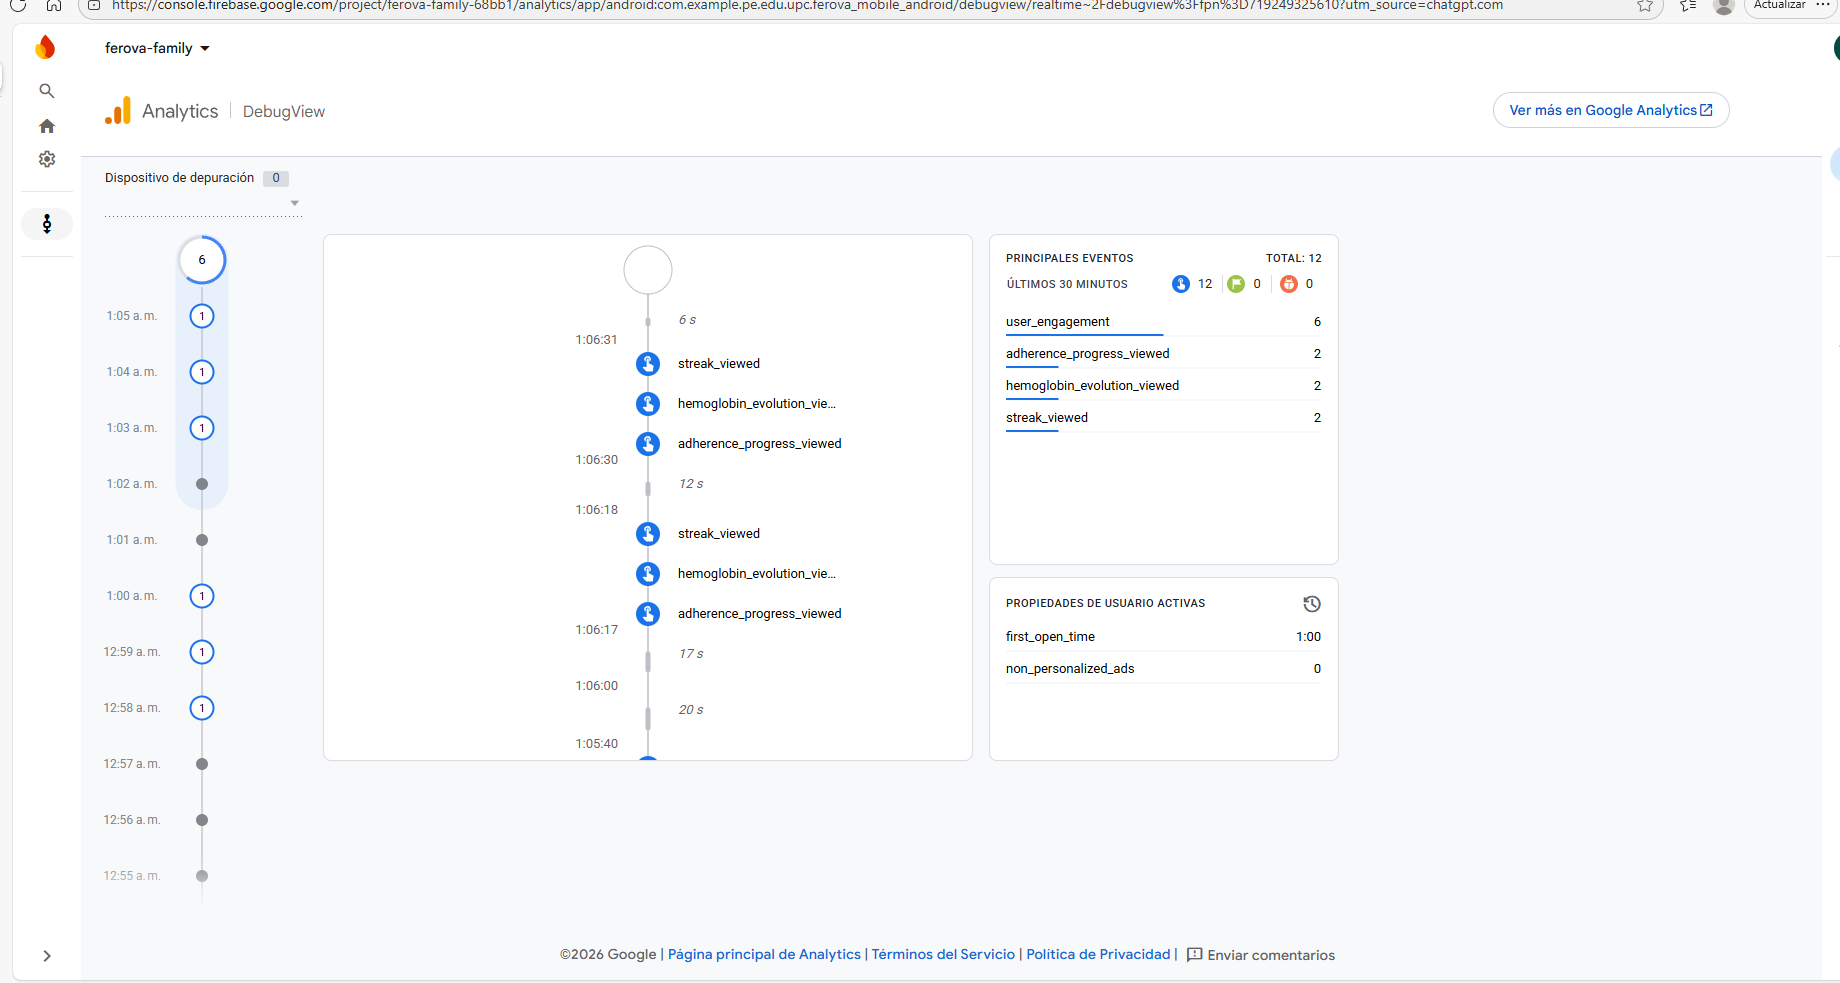 https://console.firebase.google.com/project/ferova-family-68bb1/analytics/app/android:com.example.pe.edu.upc.ferova_mobile_android/debugview/realtime~2Fdebugview%3Ffpn%3D719249325610?utm_source=chatgpt.com
Actualizar
ferova-family
Analytics | DebugView
Ver más en Google Analytics
Dispositivo de depuración 0
6
1:05 a. m. 1
1:04 a. m. 1
1:03 a. m. 1
1:02 a. m.
1:01 a. m.
1:00 a. m. 1
12:59 a. m. 1
12:58 a. m. 1
12:57 a. m.
12:56 a. m.
12:55 a. m.
6 s
1:06:31
streak_viewed
hemoglobin_evolution_vie...
adherence_progress_viewed
1:06:30
12 s
1:06:18
streak_viewed
hemoglobin_evolution_vie...
adherence_progress_viewed
1:06:17
17 s
1:06:00
20 s
1:05:40
PRINCIPALES EVENTOS TOTAL: 12
ÚLTIMOS 30 MINUTOS 12 0 0
user_engagement 6
adherence_progress_viewed 2
hemoglobin_evolution_viewed 2
streak_viewed 2
PROPIEDADES DE USUARIO ACTIVAS
first_open_time 1:00
non_personalized_ads 0
©2026 Google | Página principal de Analytics | Términos del Servicio | Política de Privacidad | Enviar comentarios